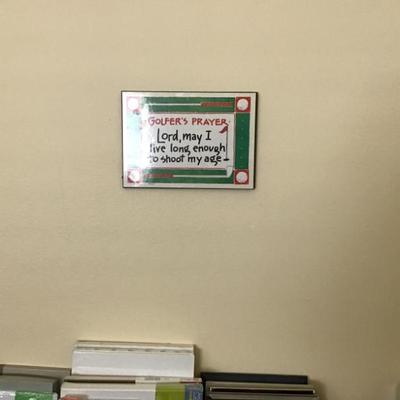 GOLFER'S PRAYER
Lord, may I
live long enough
to shoot my age